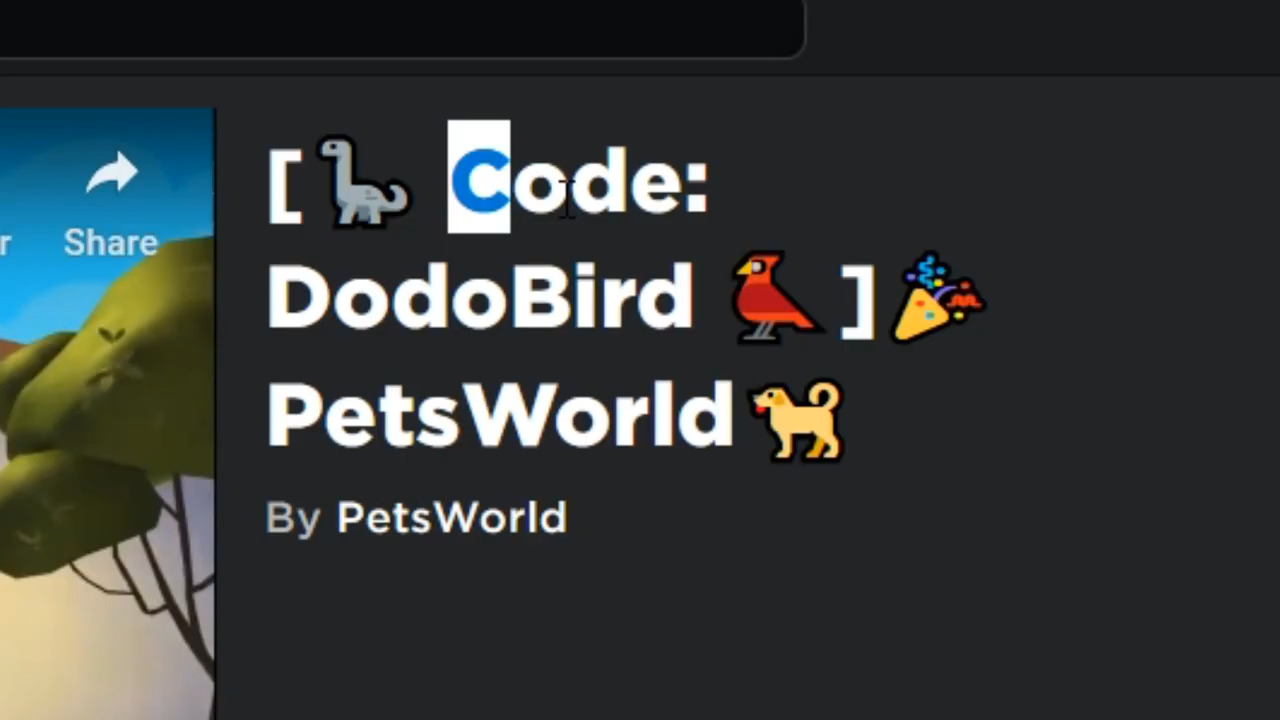 [🦕 Code:
DodoBird 🐦]🎉
PetsWorld🐕
By PetsWorld
r
Share